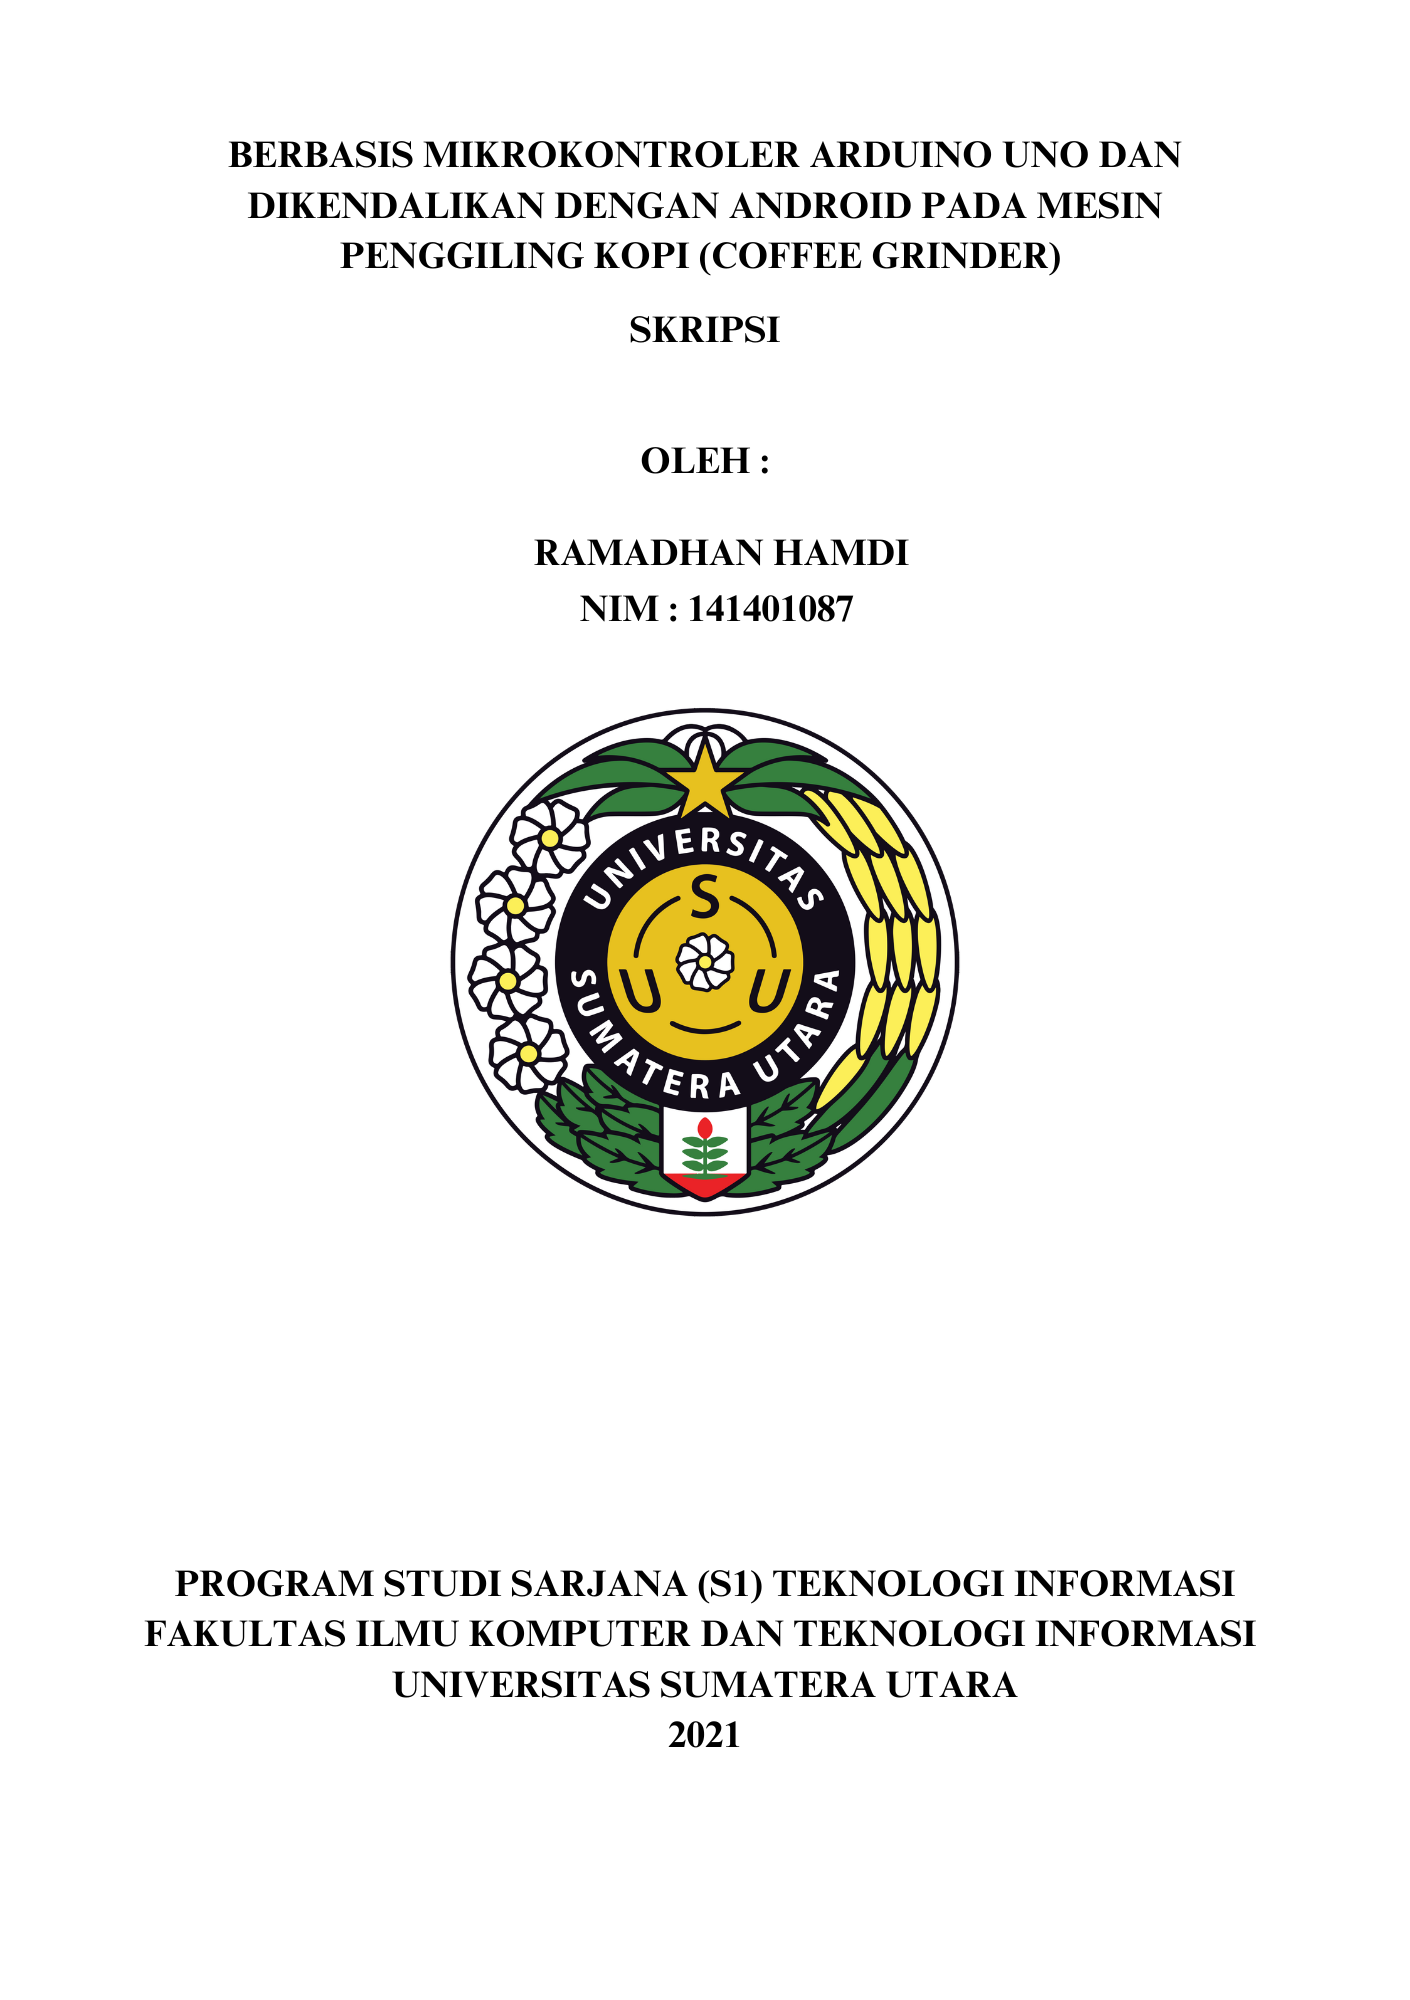 BERBASIS MIKROKONTROLER ARDUINO UNO DAN
DIKENDALIKAN DENGAN ANDROID PADA MESIN
PENGGILING KOPI (COFFEE GRINDER)
SKRIPSI
OLEH :
RAMADHAN HAMDI
NIM : 141401087
UNIVERSITAS
S
U U
SUMATERA UTARA
PROGRAM STUDI SARJANA (S1) TEKNOLOGI INFORMASI
FAKULTAS ILMU KOMPUTER DAN TEKNOLOGI INFORMASI
UNIVERSITAS SUMATERA UTARA
2021